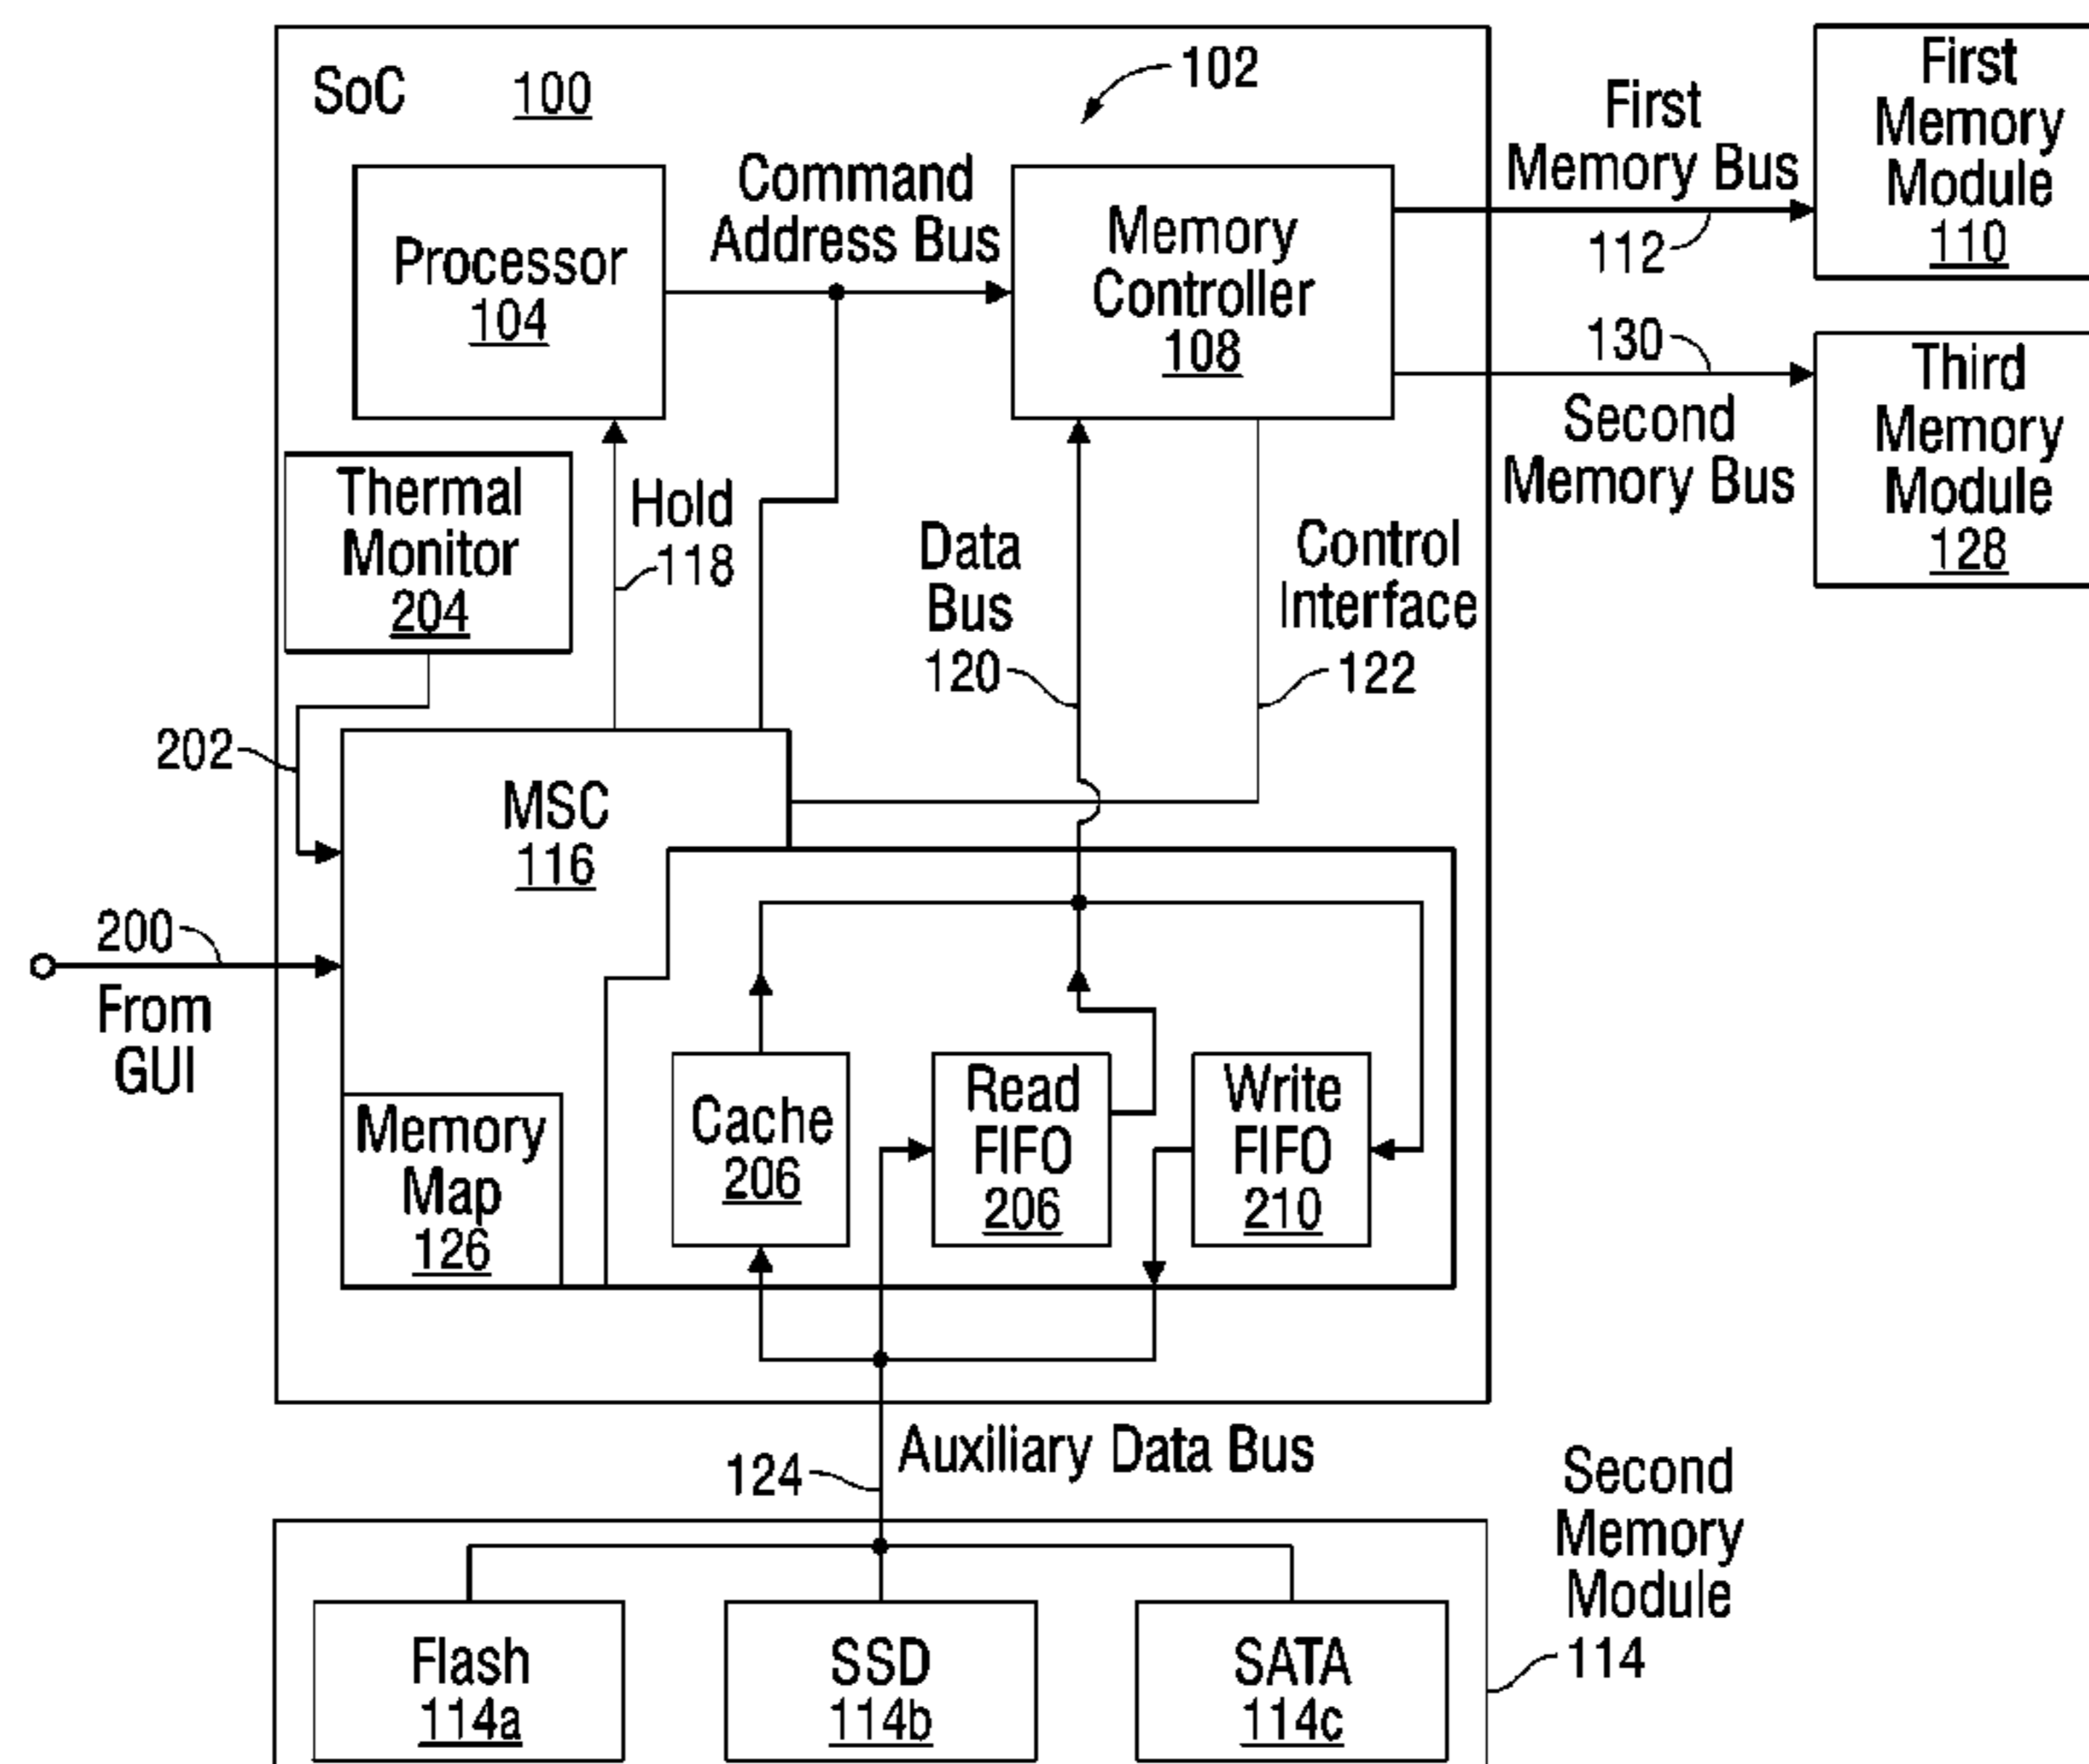 SoC 100
102
Processor
104
Command
Address Bus
Memory
Controller
108
First
Memory Bus
112
First
Memory
Module
110
130
Second
Memory Bus
Third
Memory
Module
128
Thermal
Monitor
204
Hold
118
Data
Bus
120
Control
Interface
122
202
MSC
116
200
From
GUI
Memory
Map
126
Cache
206
Read
FIFO
206
Write
FIFO
210
124
Auxiliary Data Bus
Second
Memory
Module
114
Flash
114a
SSD
114b
SATA
114c